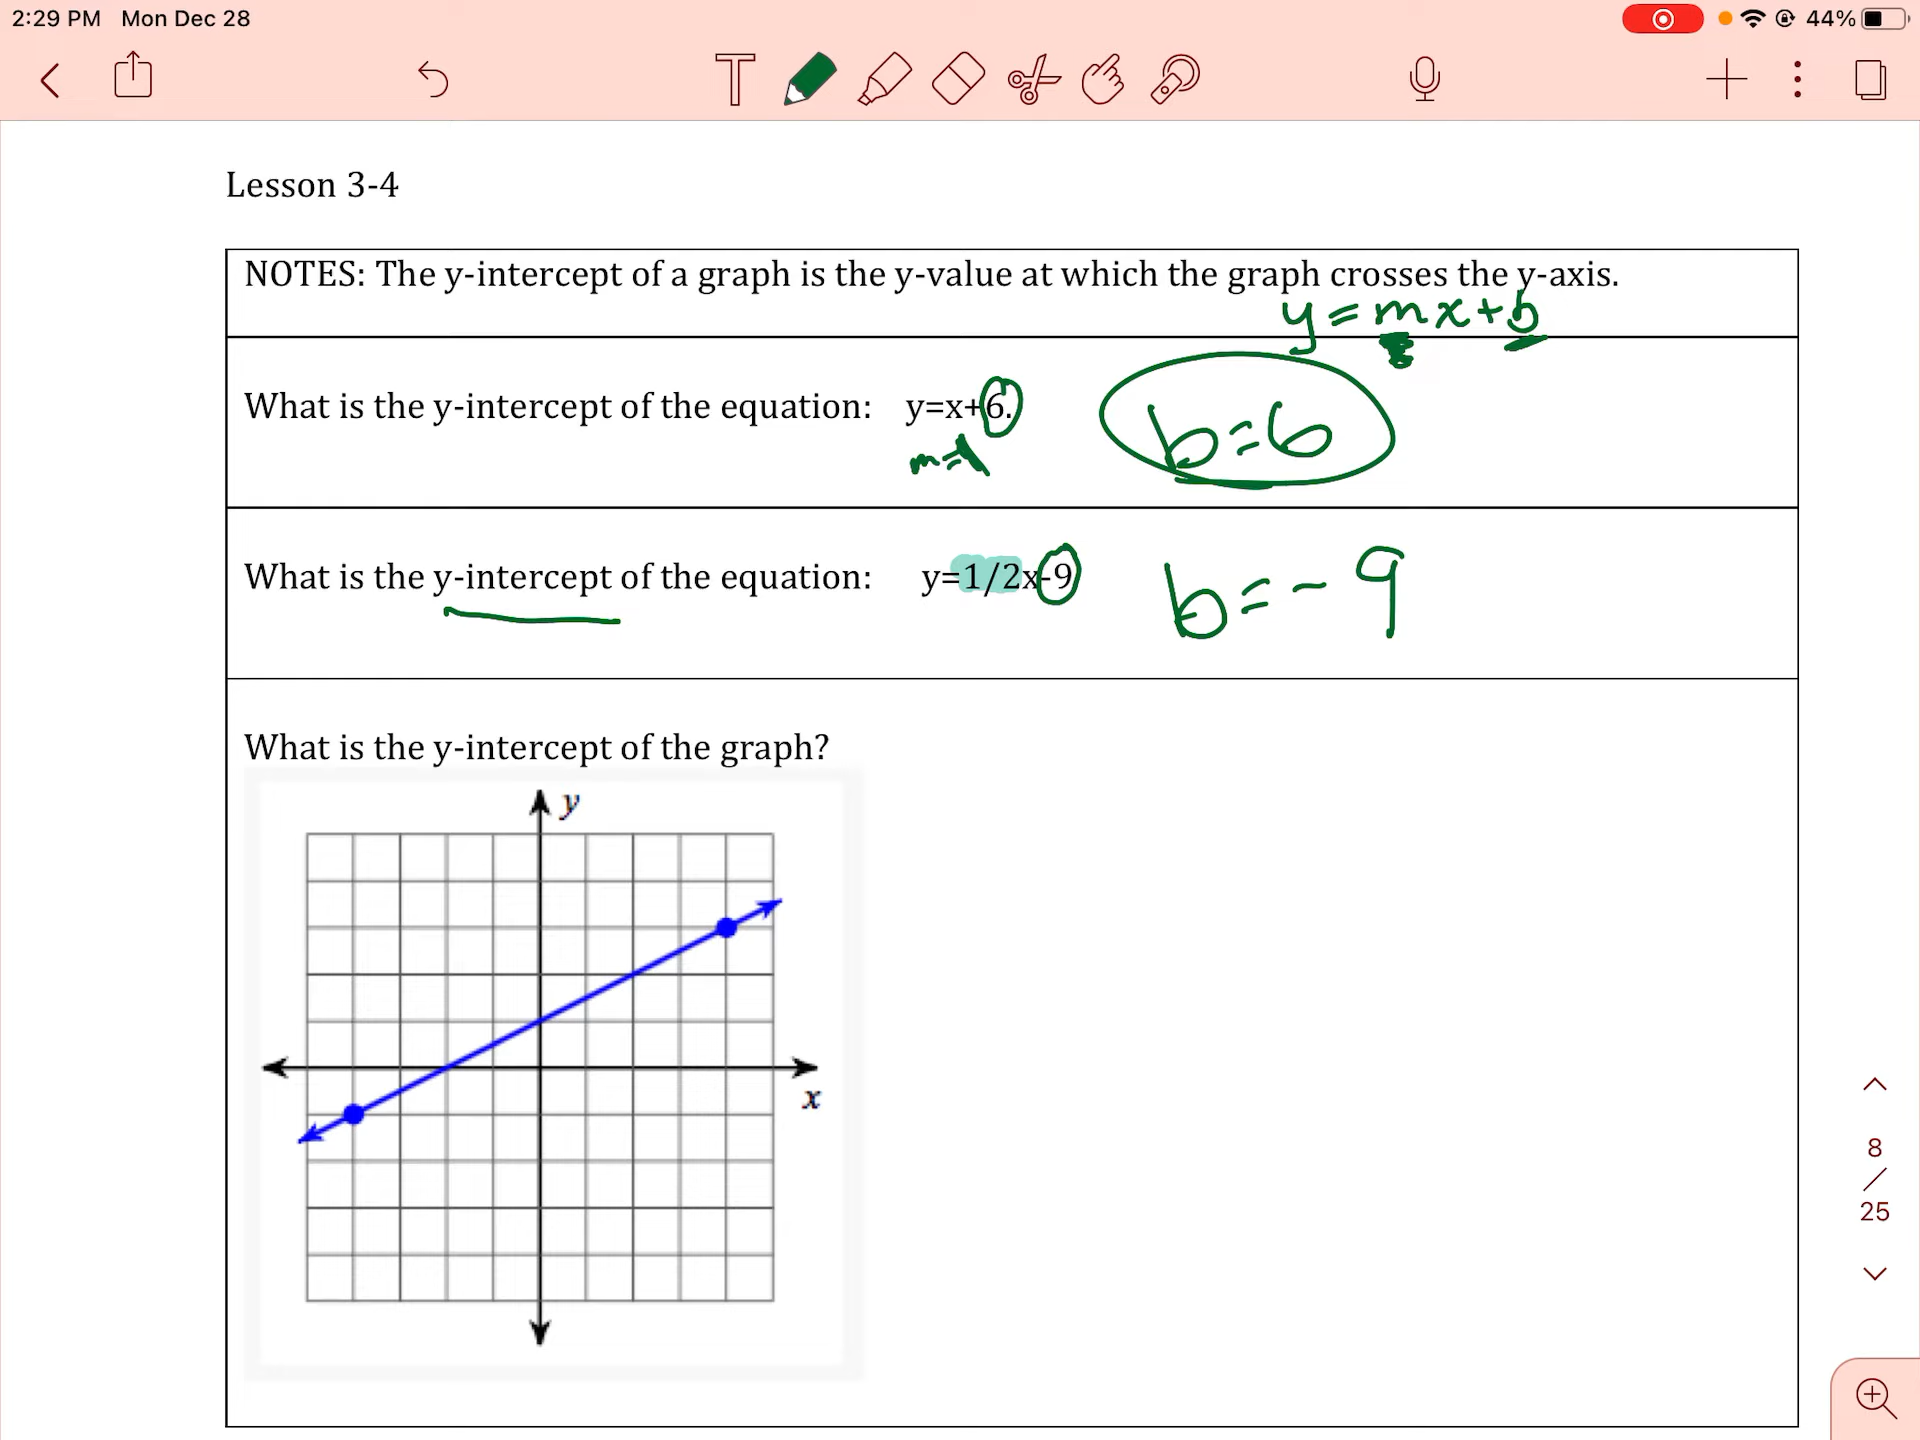 2:29 PM Mon Dec 28
44%
T
Lesson 3-4
NOTES: The y-intercept of a graph is the y-value at which the graph crosses the y-axis.
y = mx+b
What is the y-intercept of the equation: y=x+6.
b=6
m=1
What is the y-intercept of the equation: y=1/2x-9
b=-9
What is the y-intercept of the graph?
y
x
8
/
25